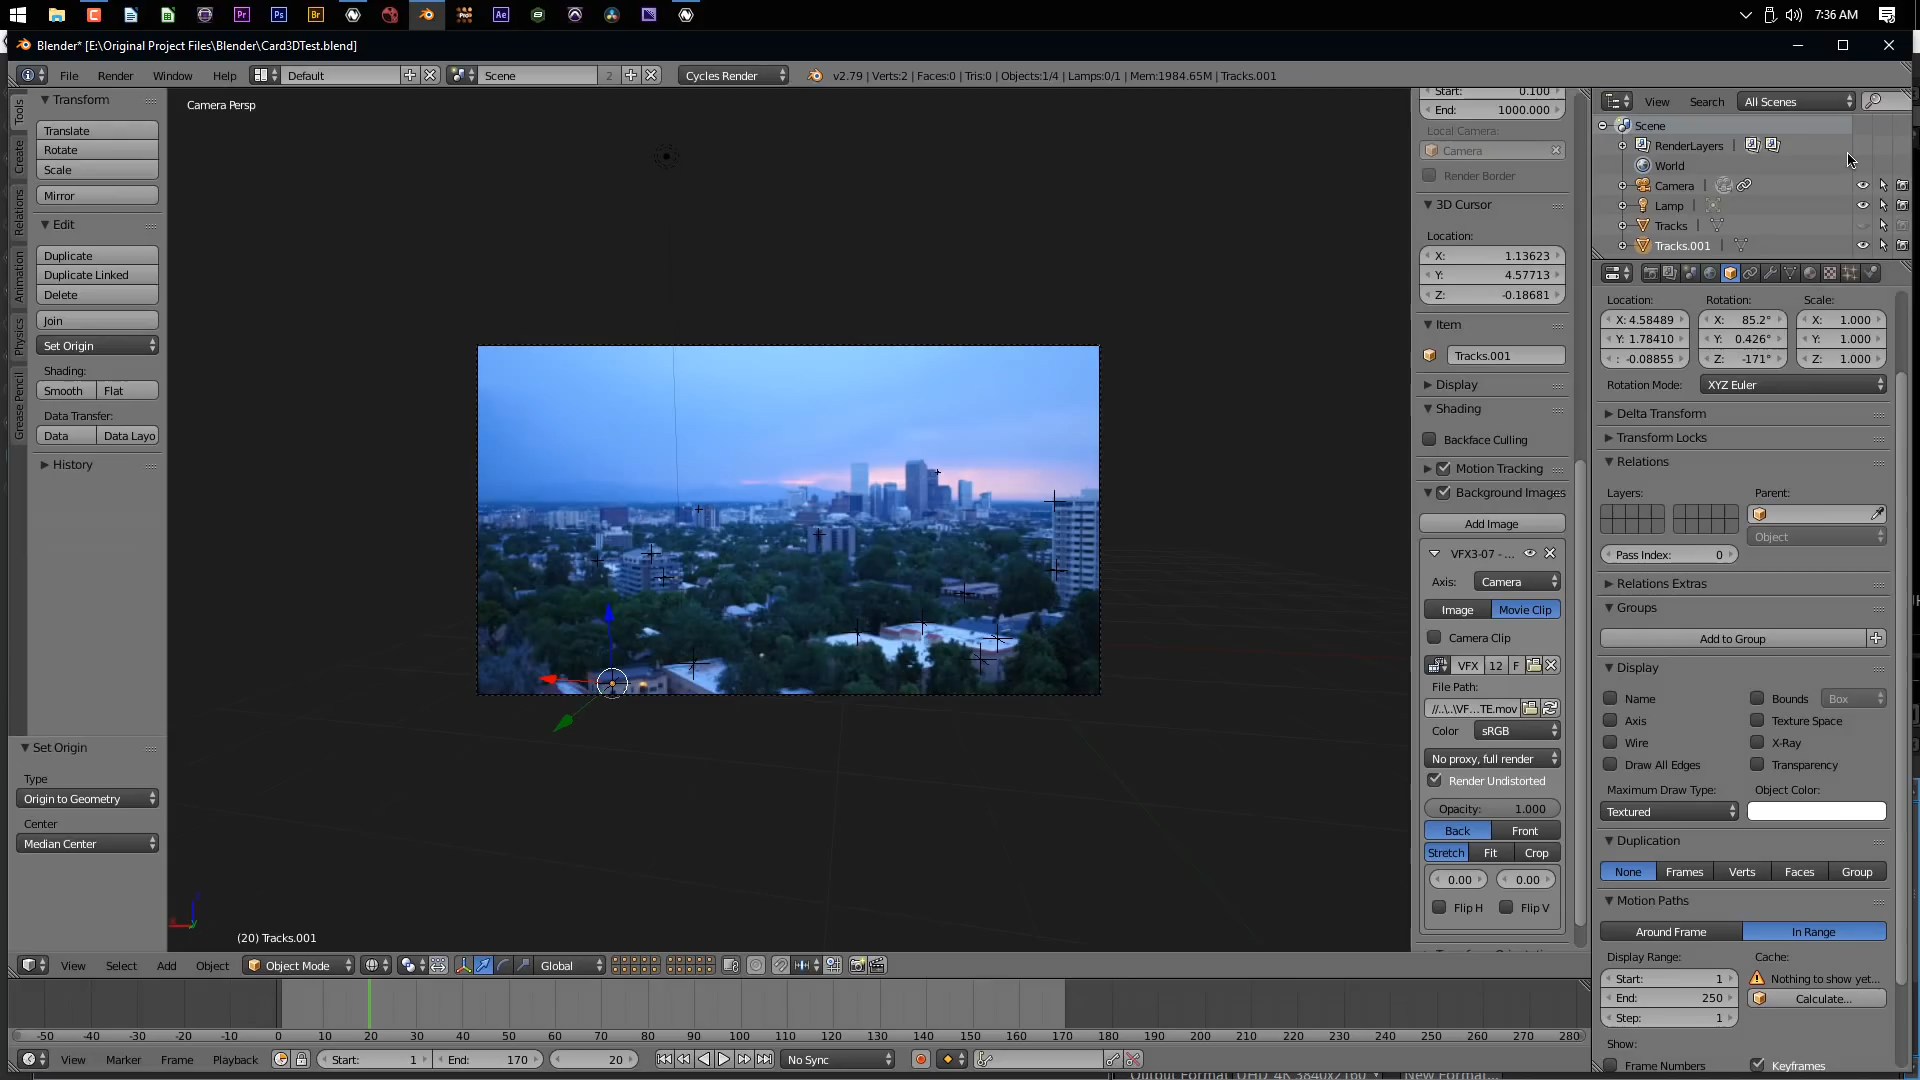 Pr
Ps
Br
Ae
7:36 AM
Blender* [E:\Original Project Files\Blender\Card3DTest.blend]
File
Render
Window
Help
Default
Scene
2
Cycles Render
v2.79 | Verts:2 | Faces:0 | Tris:0 | Objects:1/4 | Lamps:0/1 | Mem:1984.65M | Tracks.001
Tools
Create
Relations
Animation
Physics
Grease Pencil
Transform
Translate
Rotate
Scale
Mirror
Edit
Duplicate
Duplicate Linked
Delete
Join
Set Origin
Shading:
Smooth
Flat
Data Transfer:
Data
Data Layo
History
Set Origin
Type
Origin to Geometry
Center
Median Center
Camera Persp
(20) Tracks.001
Start: 0.100
End: 1000.000
Local Camera:
Camera
Render Border
3D Cursor
Location:
X: 1.13623
Y: 4.57713
Z: -0.18681
Item
Tracks.001
Display
Shading
Backface Culling
Motion Tracking
Background Images
Add Image
VFX3-07 - ...
Axis: Camera
Image
Movie Clip
Camera Clip
VFX
12
F
File Path:
//..\..\VF...TE.mov
Color
sRGB
No proxy, full render
Render Undistorted
Opacity: 1.000
Back
Front
Stretch
Fit
Crop
0.00
0.00
Flip H
Flip V
View
Search
All Scenes
Scene
RenderLayers
World
Camera
Lamp
Tracks
Tracks.001
Location:
Rotation:
Scale:
X: 4.58489
X: 85.2°
X: 1.000
Y: 1.78410
Y: 0.426°
Y: 1.000
: -0.08855
Z: -171°
Z: 1.000
Rotation Mode:
XYZ Euler
Delta Transform
Transform Locks
Relations
Layers:
Parent:
Object
Pass Index: 0
Relations Extras
Groups
Add to Group
Display
Name
Bounds
Box
Axis
Texture Space
Wire
X-Ray
Draw All Edges
Transparency
Maximum Draw Type:
Object Color:
Textured
Duplication
None
Frames
Verts
Faces
Group
Motion Paths
Around Frame
In Range
Display Range:
Cache:
Start: 1
Nothing to show yet...
End: 250
Calculate...
Step: 1
Show:
Frame Numbers
Keyframes
View
Select
Add
Object
Object Mode
Global
-50 -40 -30 -20 -10 0 10 20 30 40 50 60 70 80 90 100 110 120 130 140 150 160 170 180 190 200 210 220 230 240 250 260 270 280
View
Marker
Frame
Playback
Start: 1
End: 170
20
No Sync